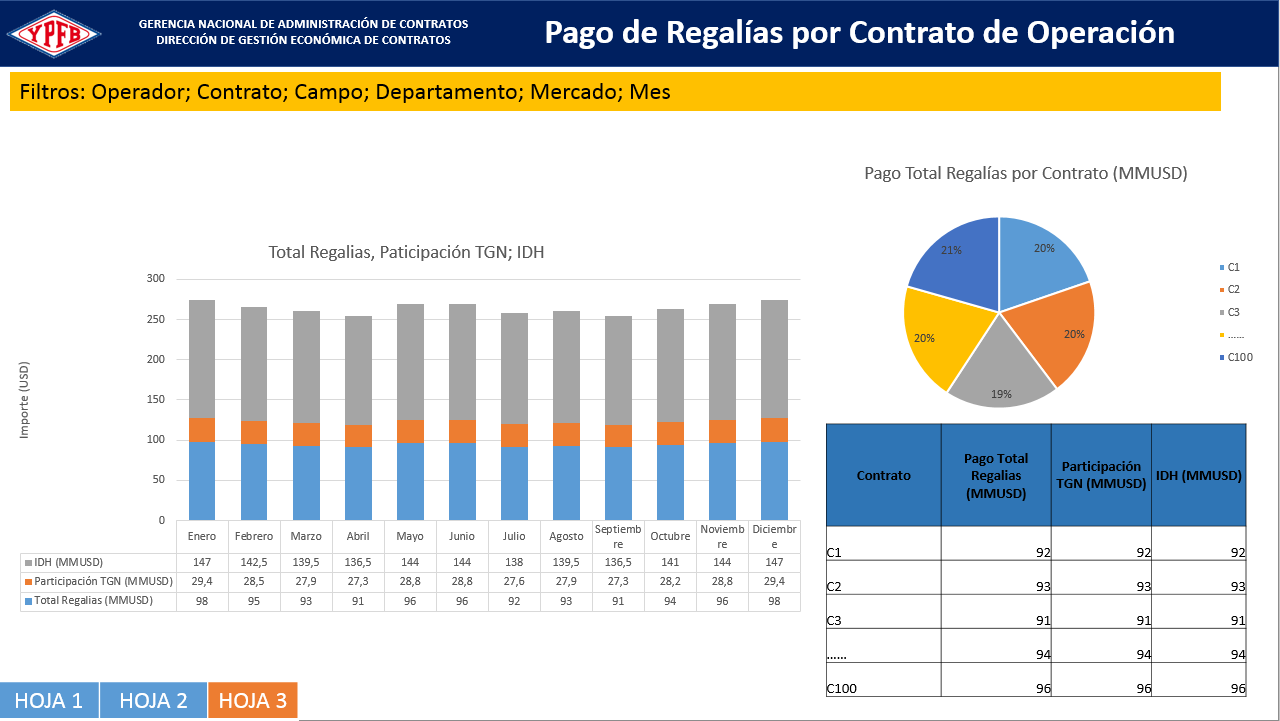 YPFB
GERENCIA NACIONAL DE ADMINISTRACIÓN DE CONTRATOS
DIRECCIÓN DE GESTIÓN ECONÓMICA DE CONTRATOS
Pago de Regalías por Contrato de Operación
Filtros: Operador; Contrato; Campo; Departamento; Mercado; Mes
Total Regalias, Paticipación TGN; IDH
Importe (USD)
300
250
200
150
100
50
0
Enero Febrero Marzo Abril Mayo Junio Julio Agosto Septiembre Octubre Noviembre Diciembre
IDH (MMUSD) 147 142,5 139,5 136,5 144 144 138 139,5 136,5 141 144 147
Participación TGN (MMUSD) 29,4 28,5 27,9 27,3 28,8 28,8 27,6 27,9 27,3 28,2 28,8 29,4
Total Regalias (MMUSD) 98 95 93 91 96 96 92 93 91 94 96 98
Pago Total Regalías por Contrato (MMUSD)
21% 20%
20% 20%
19%
C1
C2
C3
......
C100
Contrato Pago Total Regalias (MMUSD) Participación TGN (MMUSD) IDH (MMUSD)
C1 92 92 92
C2 93 93 93
C3 91 91 91
...... 94 94 94
C100 96 96 96
HOJA 1 HOJA 2 HOJA 3